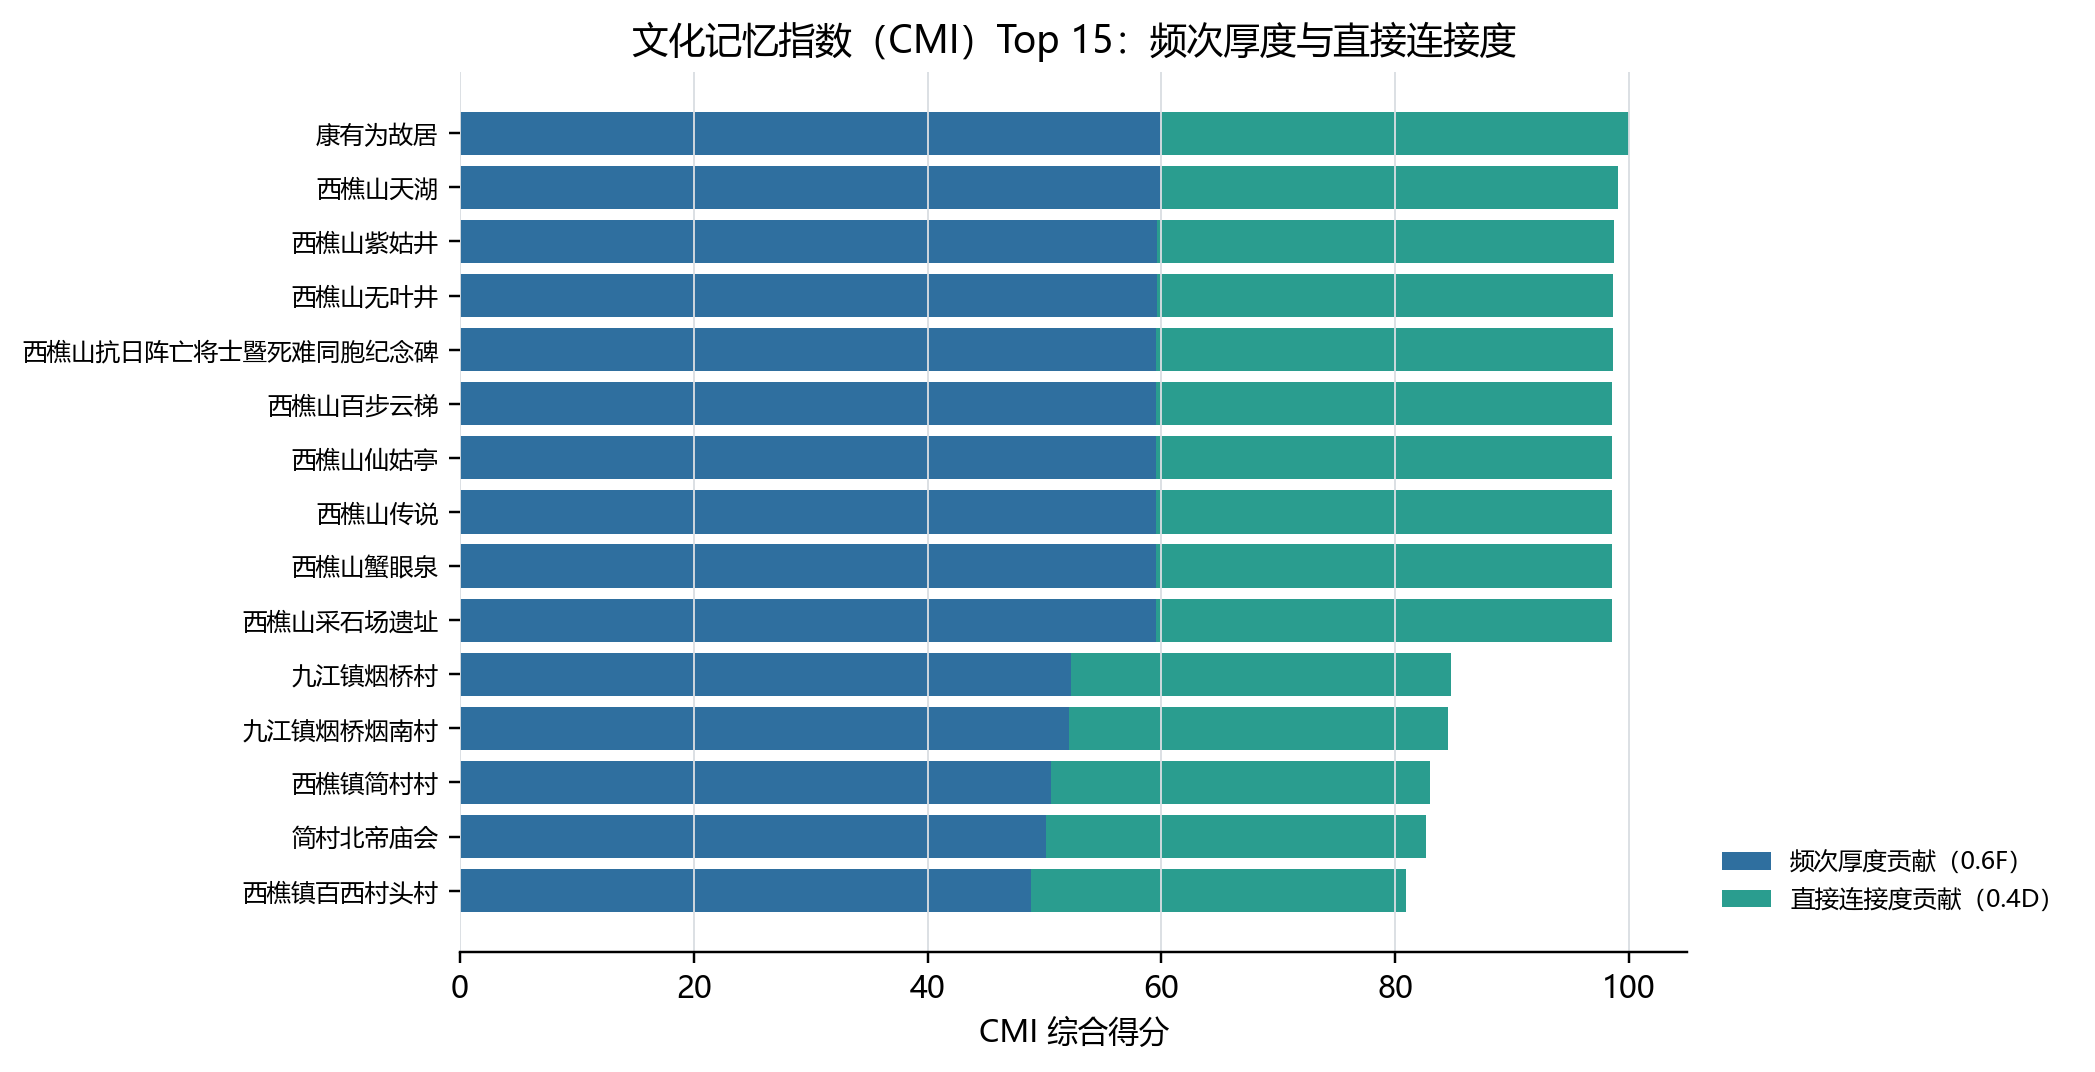 文化记忆指数（CMI）Top 15：频次厚度与直接连接度
康有为故居
西樵山天湖
西樵山紫姑井
西樵山无叶井
西樵山抗日阵亡将士暨死难同胞纪念碑
西樵山百步云梯
西樵山仙姑亭
西樵山传说
西樵山蟹眼泉
西樵山采石场遗址
九江镇烟桥村
九江镇烟桥烟南村
西樵镇简村村
简村北帝庙会
西樵镇百西村头村
频次厚度贡献（0.6F）
直接连接度贡献（0.4D）
0 20 40 60 80 100
CMI 综合得分